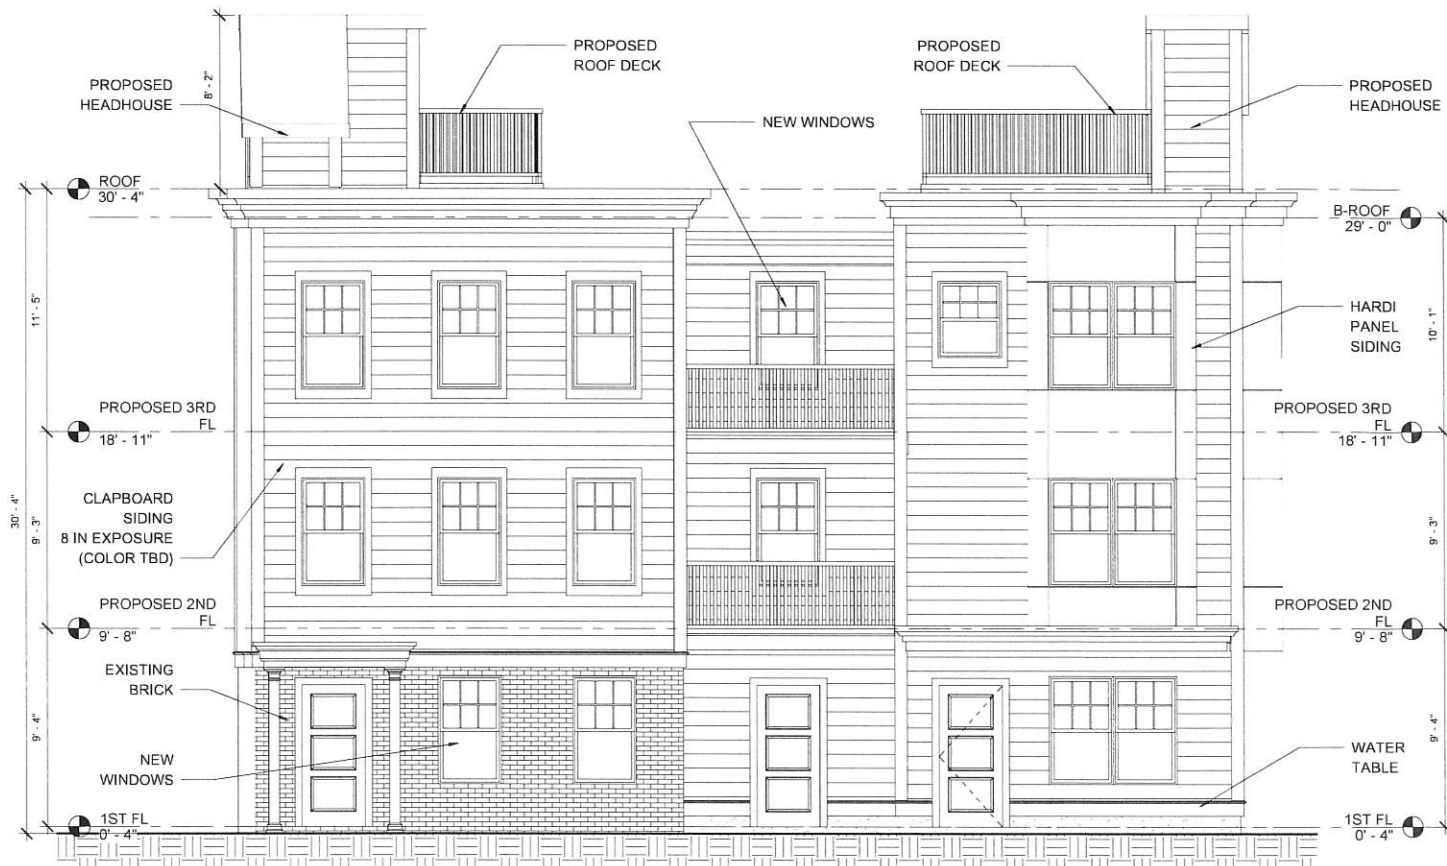 PROPOSED
ROOF DECK
PROPOSED
ROOF DECK
PROPOSED
HEADHOUSE
8' - 2"
PROPOSED
HEADHOUSE
NEW WINDOWS
ROOF
30' - 4"
B-ROOF
29' - 0"
11' - 5"
10' - 1"
HARDI
PANEL
SIDING
PROPOSED 3RD
FL
18' - 11"
PROPOSED 3RD
FL
18' - 11"
CLAPBOARD
SIDING
8 IN EXPOSURE
(COLOR TBD)
30' - 4"
9' - 3"
9' - 3"
PROPOSED 2ND
FL
9' - 8"
PROPOSED 2ND
FL
9' - 8"
EXISTING
BRICK
9' - 4"
9' - 4"
NEW
WINDOWS
WATER
TABLE
1ST FL
0' - 4"
1ST FL
0' - 4"